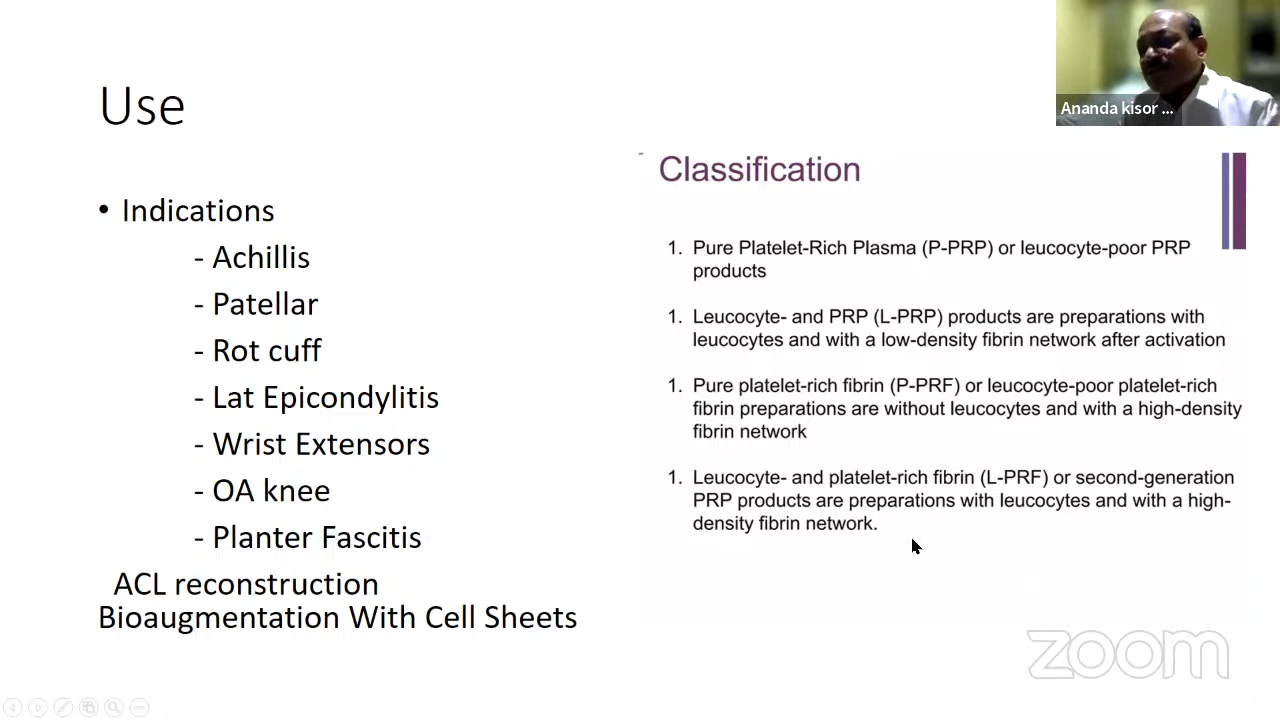 Use
• Indications
- Achillis
- Patellar
- Rot cuff
- Lat Epicondylitis
- Wrist Extensors
- OA knee
- Planter Fascitis
ACL reconstruction
Bioaugmentation With Cell Sheets
Classification
1. Pure Platelet-Rich Plasma (P-PRP) or leucocyte-poor PRP
products
1. Leucocyte- and PRP (L-PRP) products are preparations with
leucocytes and with a low-density fibrin network after activation
1. Pure platelet-rich fibrin (P-PRF) or leucocyte-poor platelet-rich
fibrin preparations are without leucocytes and with a high-density
fibrin network
1. Leucocyte- and platelet-rich fibrin (L-PRF) or second-generation
PRP products are preparations with leucocytes and with a high-
density fibrin network.
Ananda kisor ...
zoom